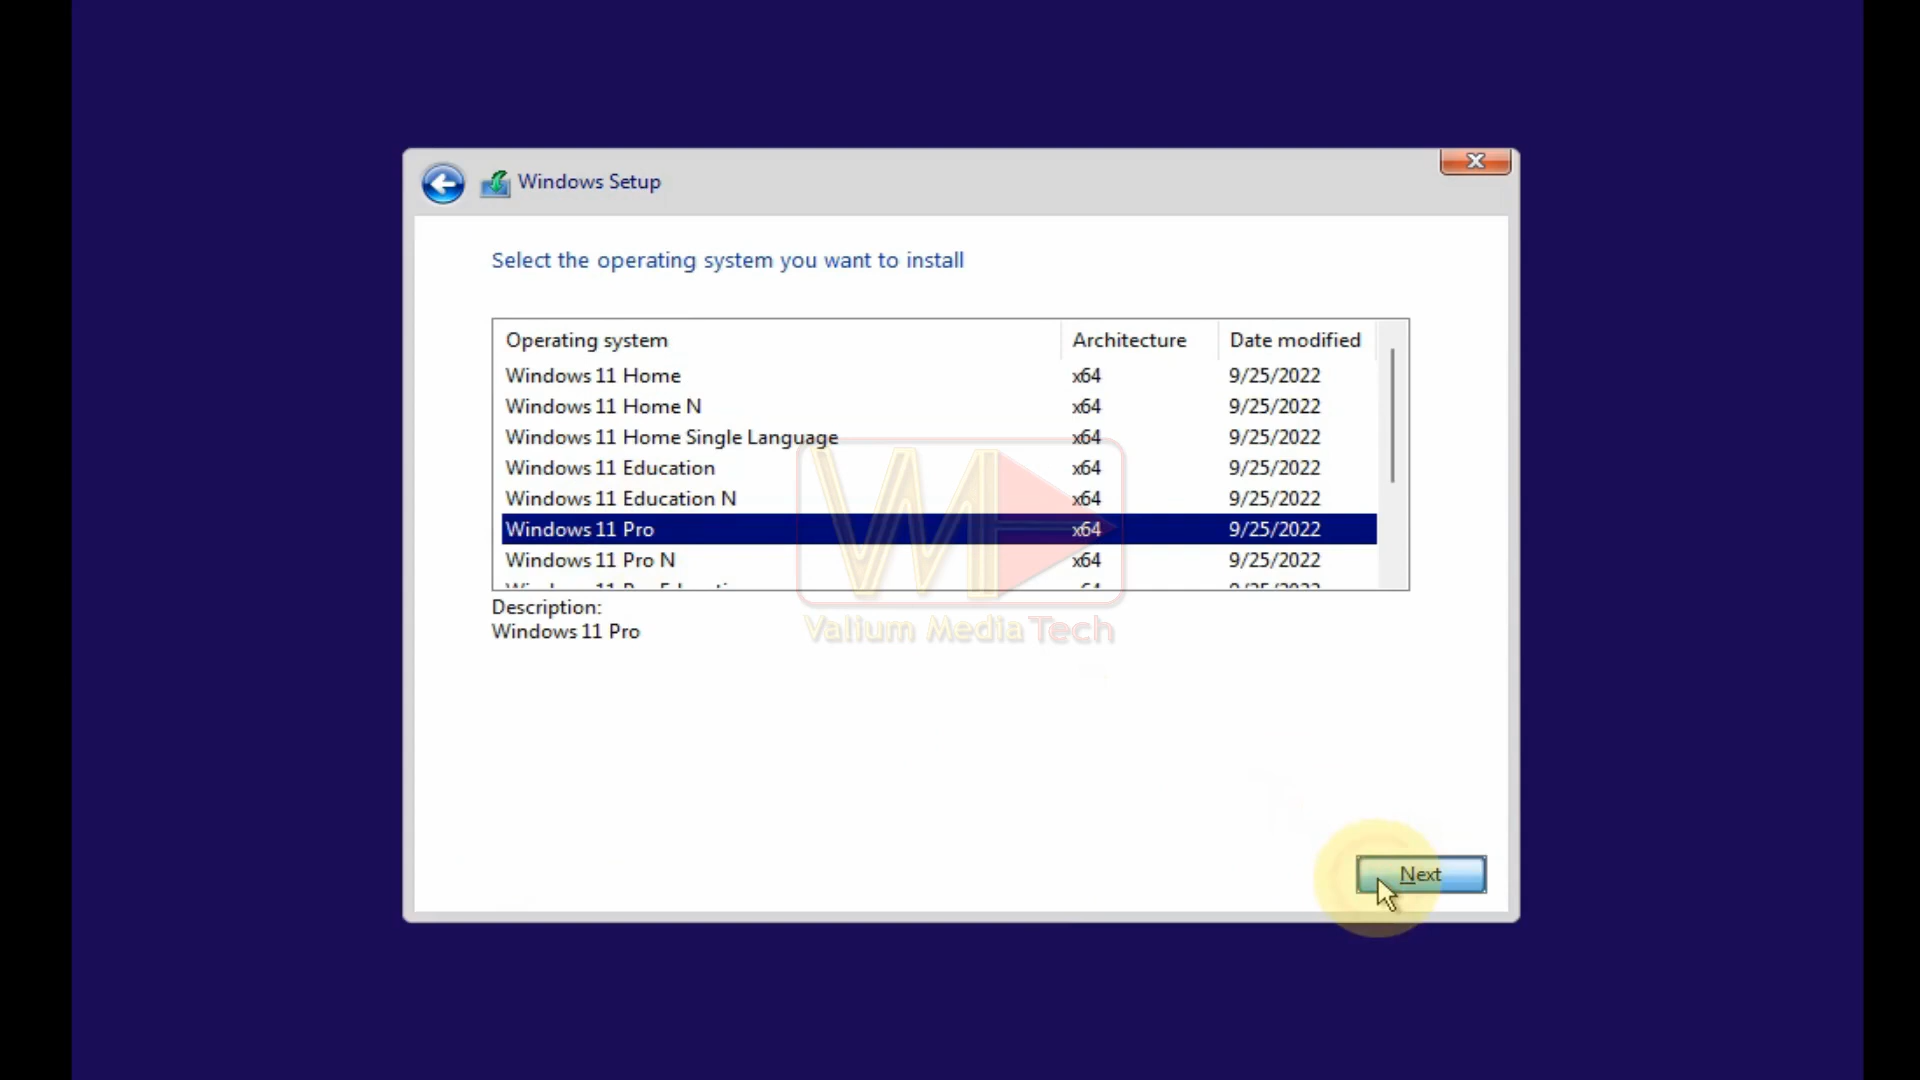 Windows Setup
Select the operating system you want to install
Operating system Architecture Date modified
Windows 11 Home x64 9/25/2022
Windows 11 Home N x64 9/25/2022
Windows 11 Home Single Language x64 9/25/2022
Windows 11 Education x64 9/25/2022
Windows 11 Education N x64 9/25/2022
Windows 11 Pro x64 9/25/2022
Windows 11 Pro N x64 9/25/2022
Description:
Windows 11 Pro
Valium Media Tech
Next